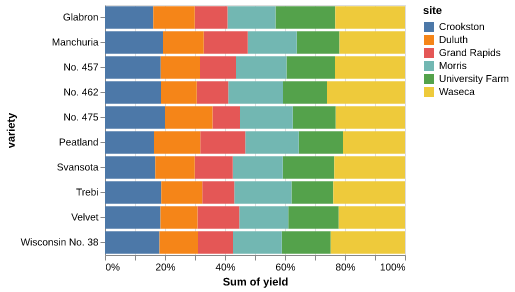 Glabron
Manchuria
No. 457
No. 462
No. 475
Peatland
Svansota
Trebi
Velvet
Wisconsin No. 38
variety
0% 20% 40% 60% 80% 100%
Sum of yield
site
Crookston
Duluth
Grand Rapids
Morris
University Farm
Waseca